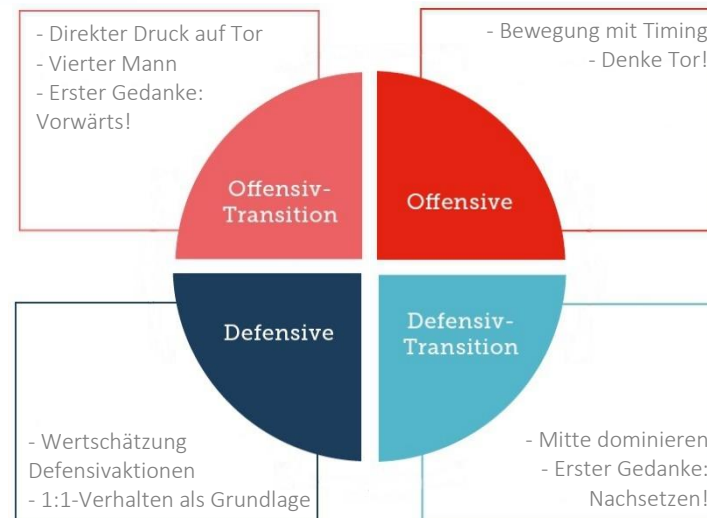 - Direkter Druck auf Tor
- Vierter Mann
- Erster Gedanke:
Vorwärts!
- Bewegung mit Timing
- Denke Tor!
Offensiv-
Transition
Offensive
Defensive
Defensiv-
Transition
- Wertschätzung
Defensivaktionen
- 1:1-Verhalten als Grundlage
- Mitte dominieren
- Erster Gedanke:
Nachsetzen!